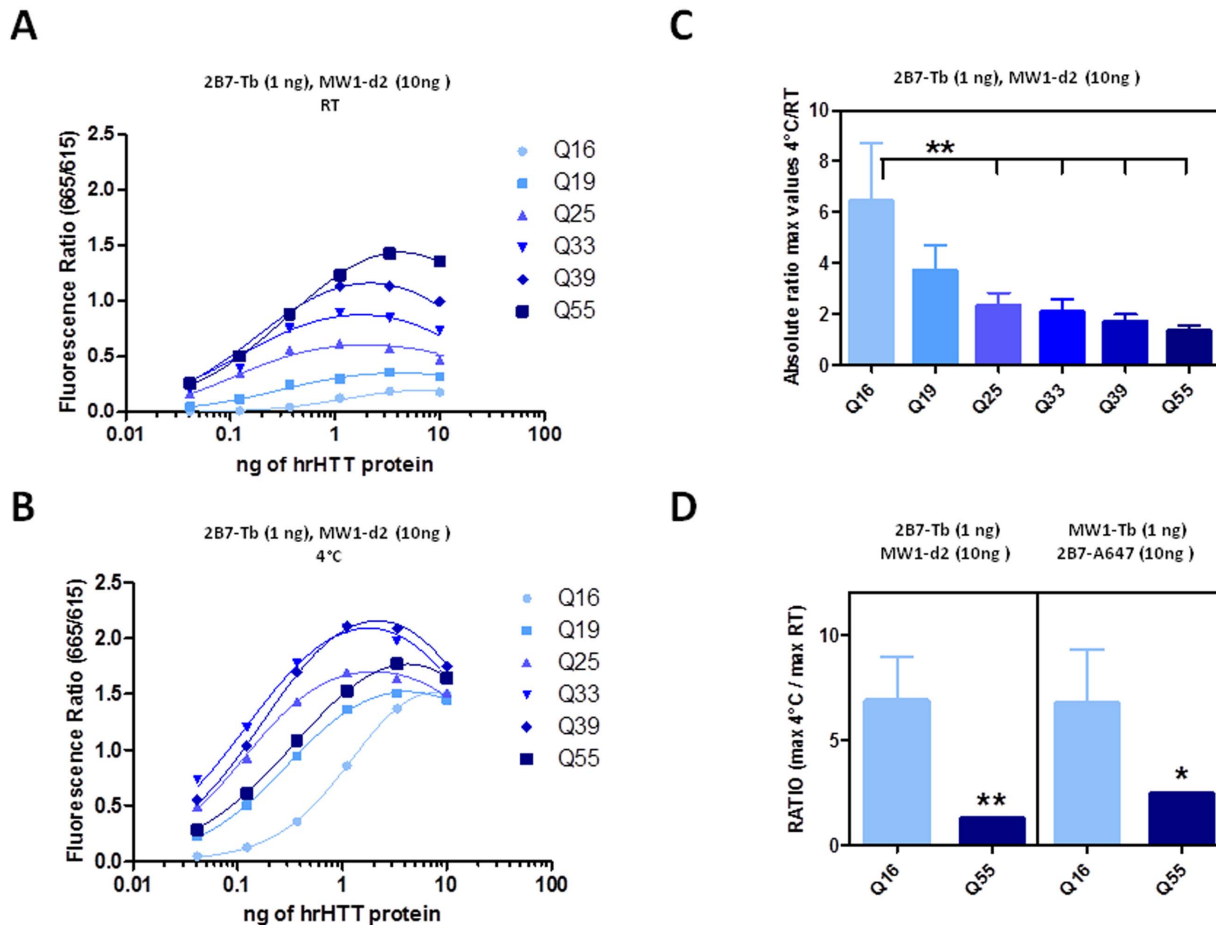 A
2B7-Tb (1 ng), MW1-d2 (10ng )
RT
Fluorescence Ratio (665/615)
2.5
2.0
1.5
1.0
0.5
0.0
0.01
0.1
1
10
100
ng of hrHTT protein
Q16
Q19
Q25
Q33
Q39
Q55
B
2B7-Tb (1 ng), MW1-d2 (10ng )
4°C
Fluorescence Ratio (665/615)
2.5
2.0
1.5
1.0
0.5
0.0
0.01
0.1
1
10
100
ng of hrHTT protein
Q16
Q19
Q25
Q33
Q39
Q55
C
2B7-Tb (1 ng), MW1-d2 (10ng )
Absolute ratio max values 4°C/RT
10
8
6
4
2
0
**
Q16
Q19
Q25
Q33
Q39
Q55
D
2B7-Tb (1 ng)
MW1-d2 (10ng )
MW1-Tb (1 ng)
2B7-A647 (10ng )
RATIO (max 4°C / max RT)
10
5
0
**
*
Q16
Q55
Q16
Q55